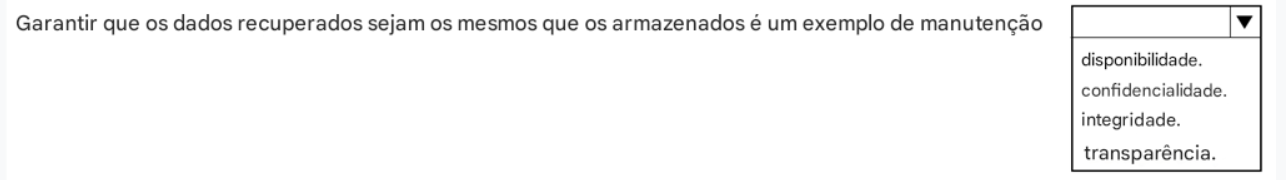 Garantir que os dados recuperados sejam os mesmos que os armazenados é um exemplo de manutenção
disponibilidade.
confidencialidade.
integridade.
transparência.